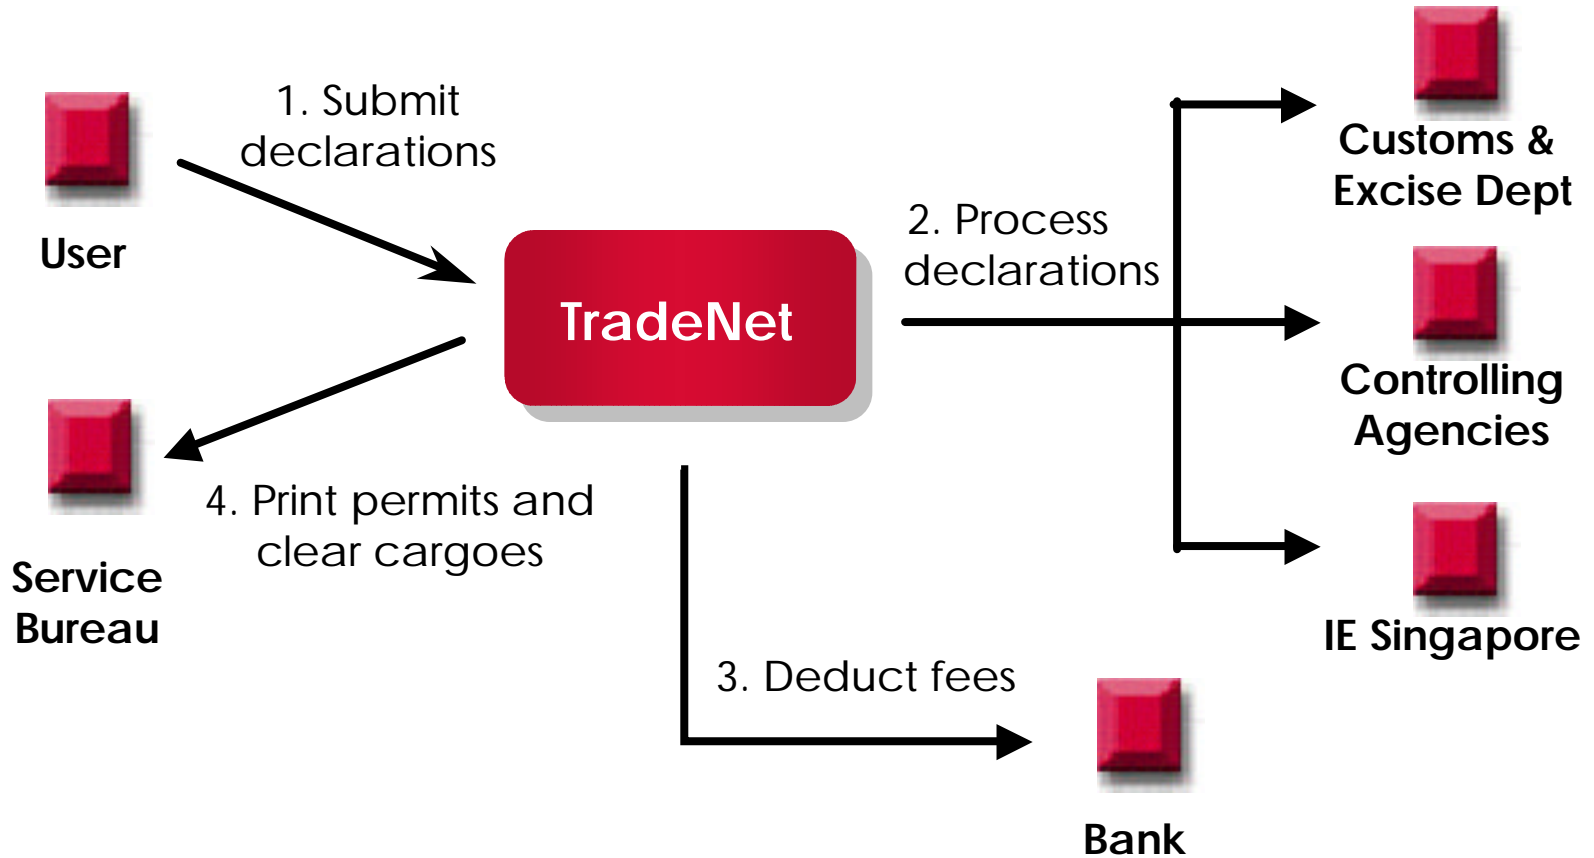 1. Submit
declarations
User
TradeNet
2. Process
declarations
Customs &
Excise Dept
Controlling
Agencies
IE Singapore
4. Print permits and
clear cargoes
Service
Bureau
3. Deduct fees
Bank